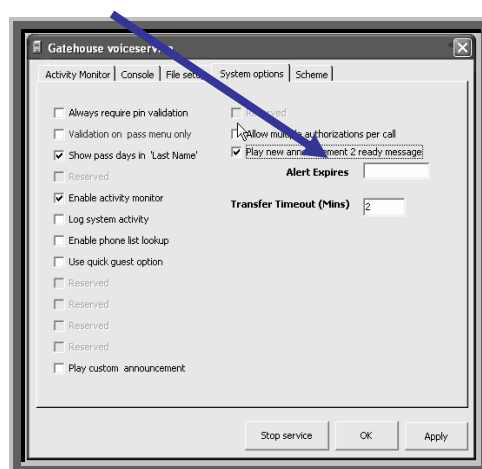 Gatehouse voiceservice
Activity Monitor
Console
File setup
System options
Scheme
Always require pin validation
Validation on pass menu only
Show pass days in 'Last Name'
Reserved
Enable activity monitor
Log system activity
Enable phone list lookup
Use quick guest option
Reserved
Reserved
Reserved
Reserved
Play custom announcement
Reserved
Allow multiple authorizations per call
Play new announcement 2 ready message
Alert Expires
Transfer Timeout (Mins) 2
Stop service
OK
Apply